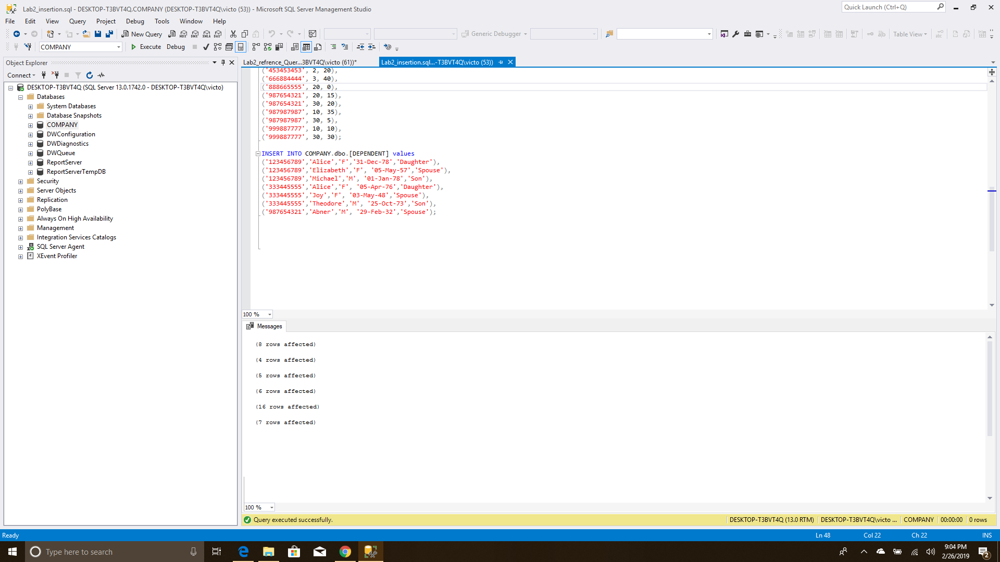 Lab2_insertion.sql - DESKTOP-T3BVT4Q.COMPANY (DESKTOP-T3BVT4Q\victo (53)) - Microsoft SQL Server Management Studio
Quick Launch (Ctrl+Q)
File Edit View Query Project Debug Tools Window Help
New Query
MDX DMX XMLA DAX
Generic Debugger
Table View
COMPANY
Execute Debug
Object Explorer
Connect
DESKTOP-T3BVT4Q (SQL Server 13.0.1742.0 - DESKTOP-T3BVT4Q\victo)
Databases
System Databases
Database Snapshots
COMPANY
DWConfiguration
DWDiagnostics
DWQueue
ReportServer
ReportServerTempDB
Security
Server Objects
Replication
PolyBase
Always On High Availability
Management
Integration Services Catalogs
SQL Server Agent
XEvent Profiler
Lab2_refrence_Quer...3BVT4Q\victo (61))*
Lab2_insertion.sql...-T3BVT4Q\victo (53))
('453453453', 2, 20),
('666884444', 3, 40),
('888665555', 20, 0),
('987654321', 20, 15),
('987654321', 30, 20),
('987987987', 10, 35),
('987987987', 30, 5),
('999887777', 10, 10),
('999887777', 30, 30);
INSERT INTO COMPANY.dbo.[DEPENDENT] values
('123456789','Alice','F','31-Dec-78','Daughter'),
('123456789','Elizabeth','F', '05-May-57','Spouse'),
('123456789','Michael','M', '01-Jan-78','Son'),
('333445555','Alice','F', '05-Apr-76','Daughter'),
('333445555','Joy','F', '03-May-48','Spouse'),
('333445555','Theodore','M', '25-Oct-73','Son'),
('987654321','Abner','M', '29-Feb-32','Spouse');
100 %
Messages
(8 rows affected)
(4 rows affected)
(5 rows affected)
(6 rows affected)
(16 rows affected)
(7 rows affected)
100 %
Query executed successfully.
DESKTOP-T3BVT4Q (13.0 RTM) DESKTOP-T3BVT4Q\victo ... COMPANY 00:00:00 0 rows
Ready
Ln 48 Col 22 Ch 22 INS
Type here to search
9:04 PM
2/26/2019
2